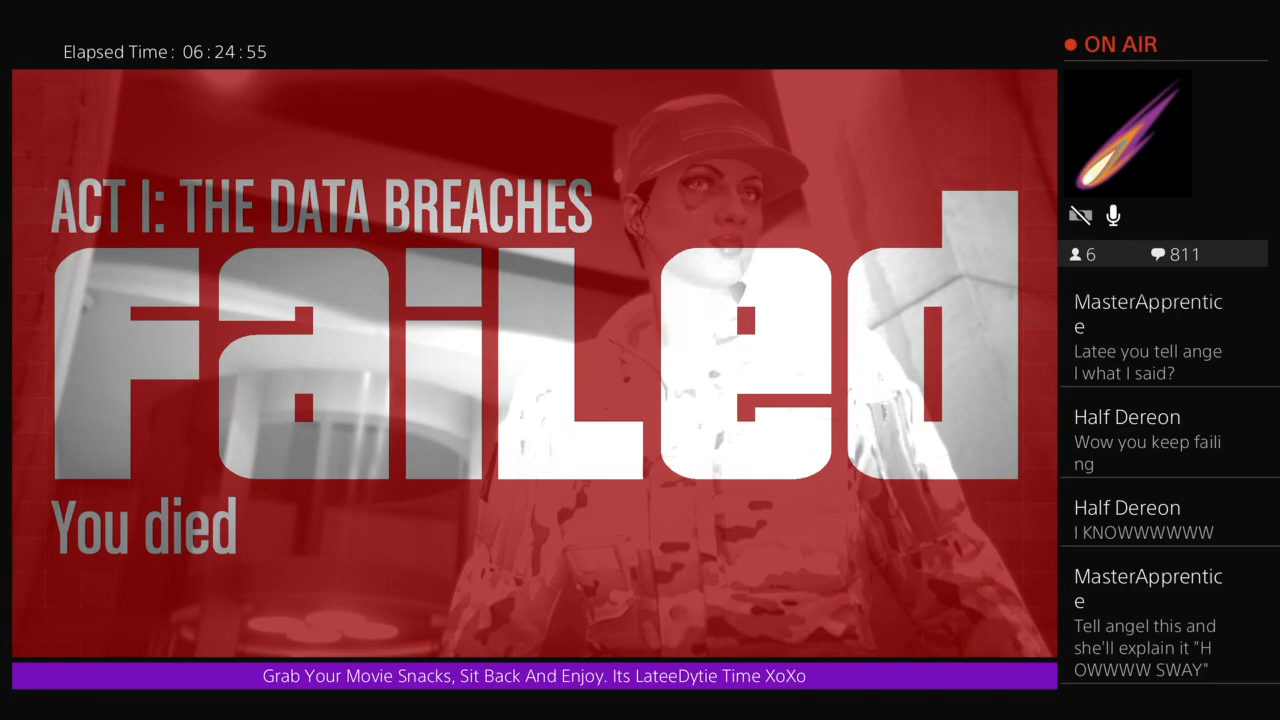 Elapsed Time: 06:24:55
ON AIR
ACT I: THE DATA BREACHES
FaiLed
You died
6 811
MasterApprentic
e
Latee you tell ange
l what I said?
Half Dereon
Wow you keep faili
ng
Half Dereon
I KNOWWWWWW
MasterApprentic
e
Tell angel this and
she'll explain it "H
OWWWW SWAY"
Grab Your Movie Snacks, Sit Back And Enjoy. Its LateeDytie Time XoXo